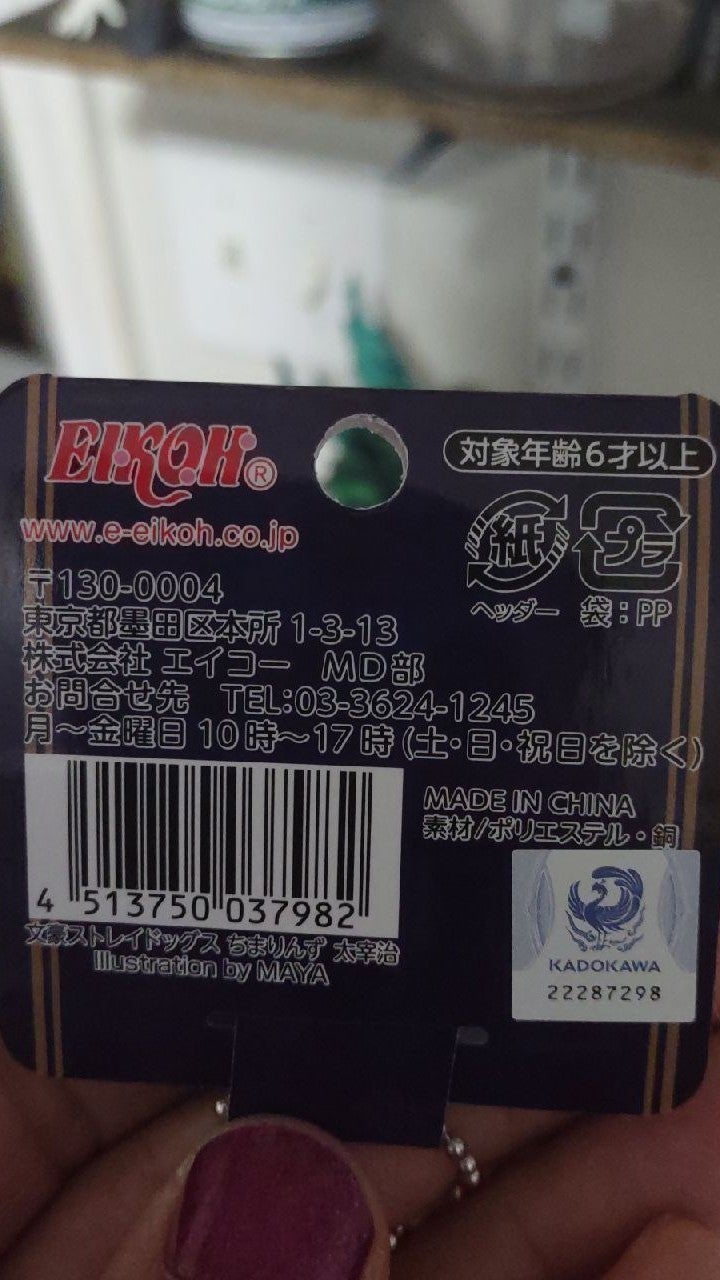 EIKOH®
www.e-eikoh.co.jp
〒130-0004
東京都墨田区本所 1-3-13
株式会社 エイコー MD部
お問合せ先 TEL:03-3624-1245
月～金曜日 10時～17時 (土・日・祝日を除く)
対象年齢6才以上
紙 プラ
ヘッダー 袋:PP
MADE IN CHINA
素材/ポリエステル・銅
4 513750 037982
文豪ストレイドッグス ちまりんず 太宰治
Illustration by MAYA
KADOKAWA
22287298